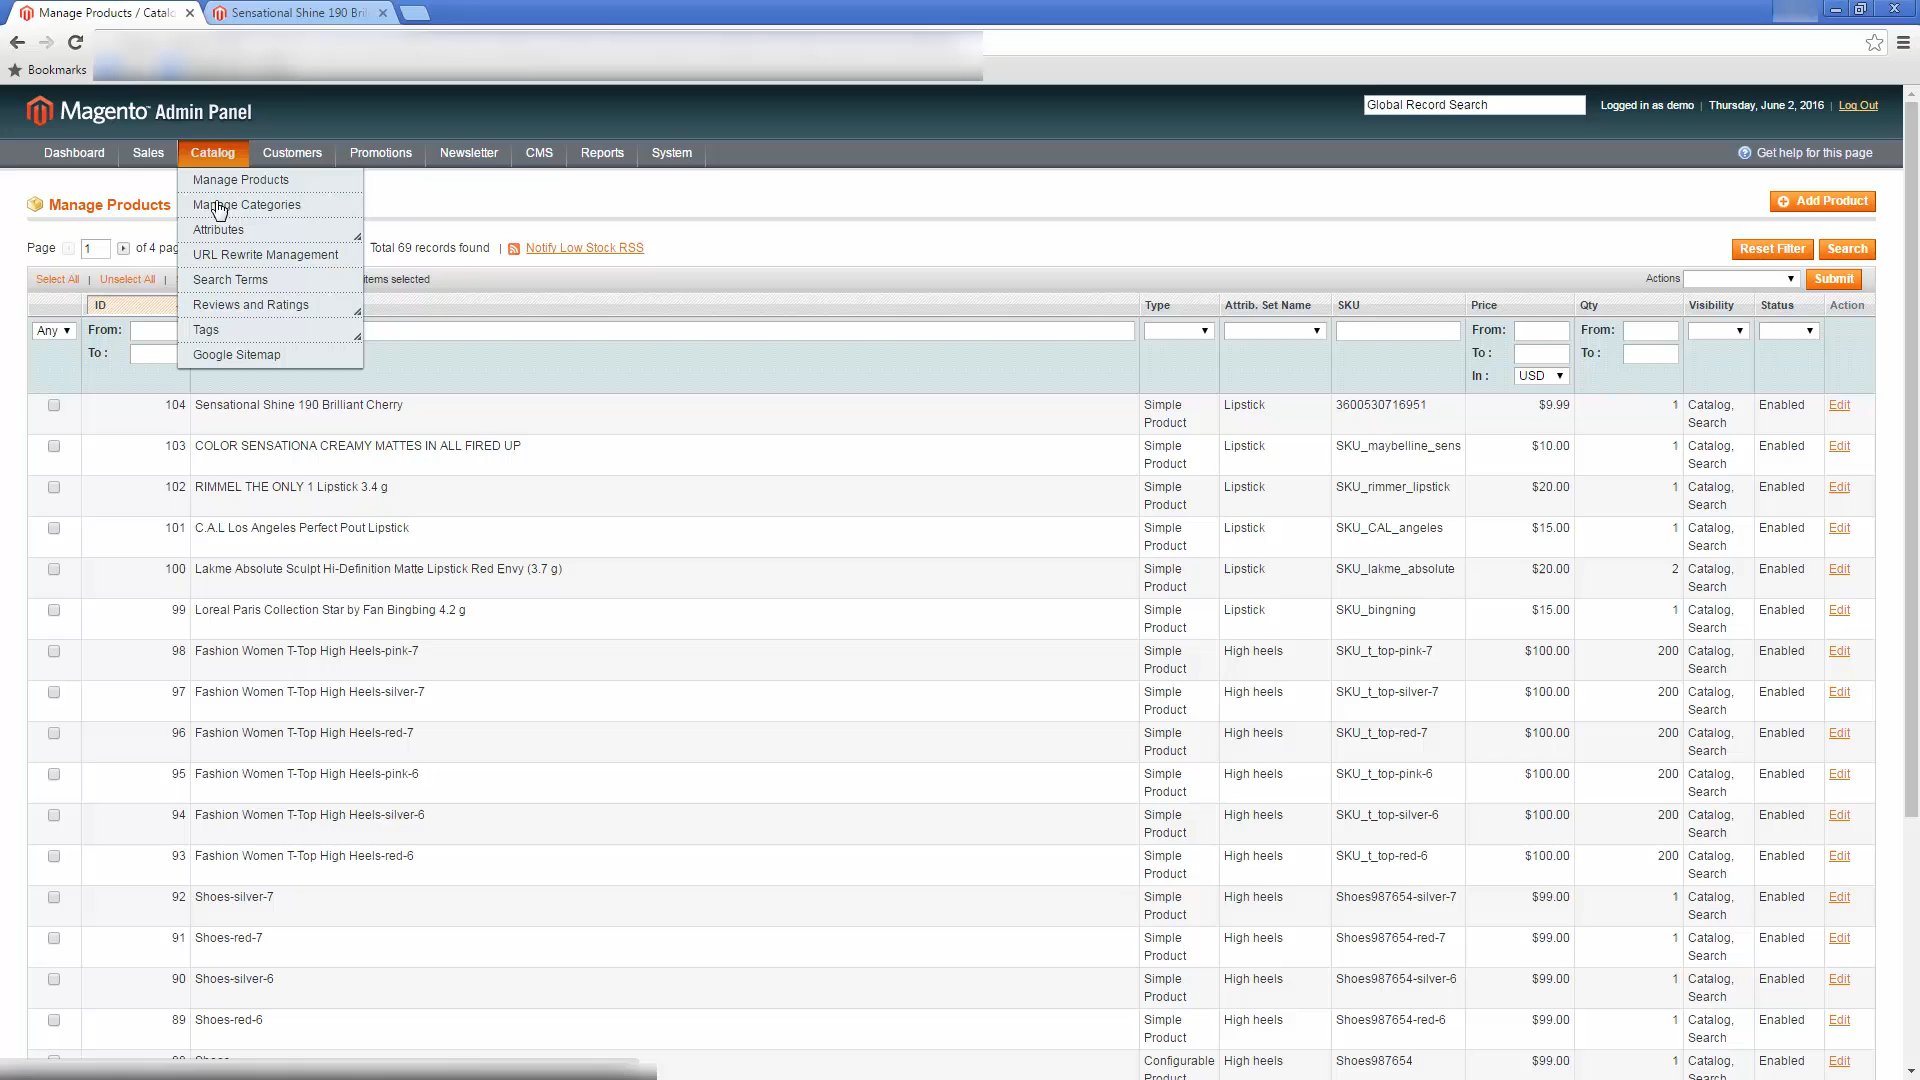 Manage Products / Catalo
Sensational Shine 190 Bril
Bookmarks
Magento Admin Panel
Global Record Search
Logged in as demo | Thursday, June 2, 2016 | Log Out
Dashboard Sales Catalog Customers Promotions Newsletter CMS Reports System
Get help for this page
Manage Products
Manage Categories
Attributes
URL Rewrite Management
Search Terms
Reviews and Ratings
Tags
Google Sitemap
Manage Products
Add Product
Page 1 of 4 pag Total 69 records found | Notify Low Stock RSS
Reset Filter Search
Select All | Unselect All | items selected
Actions Submit
ID Type Attrib. Set Name SKU Price Qty Visibility Status Action
Any From: From: From:
To : To : To :
In : USD
104 Sensational Shine 190 Brilliant Cherry Simple Product Lipstick 3600530716951 $9.99 1 Catalog, Search Enabled Edit
103 COLOR SENSATIONA CREAMY MATTES IN ALL FIRED UP Simple Product Lipstick SKU_maybelline_sens $10.00 1 Catalog, Search Enabled Edit
102 RIMMEL THE ONLY 1 Lipstick 3.4 g Simple Product Lipstick SKU_rimmer_lipstick $20.00 1 Catalog, Search Enabled Edit
101 C.A.L Los Angeles Perfect Pout Lipstick Simple Product Lipstick SKU_CAL_angeles $15.00 1 Catalog, Search Enabled Edit
100 Lakme Absolute Sculpt Hi-Definition Matte Lipstick Red Envy (3.7 g) Simple Product Lipstick SKU_lakme_absolute $20.00 2 Catalog, Search Enabled Edit
99 Loreal Paris Collection Star by Fan Bingbing 4.2 g Simple Product Lipstick SKU_bingning $15.00 1 Catalog, Search Enabled Edit
98 Fashion Women T-Top High Heels-pink-7 Simple Product High heels SKU_t_top-pink-7 $100.00 200 Catalog, Search Enabled Edit
97 Fashion Women T-Top High Heels-silver-7 Simple Product High heels SKU_t_top-silver-7 $100.00 200 Catalog, Search Enabled Edit
96 Fashion Women T-Top High Heels-red-7 Simple Product High heels SKU_t_top-red-7 $100.00 200 Catalog, Search Enabled Edit
95 Fashion Women T-Top High Heels-pink-6 Simple Product High heels SKU_t_top-pink-6 $100.00 200 Catalog, Search Enabled Edit
94 Fashion Women T-Top High Heels-silver-6 Simple Product High heels SKU_t_top-silver-6 $100.00 200 Catalog, Search Enabled Edit
93 Fashion Women T-Top High Heels-red-6 Simple Product High heels SKU_t_top-red-6 $100.00 200 Catalog, Search Enabled Edit
92 Shoes-silver-7 Simple Product High heels Shoes987654-silver-7 $99.00 1 Catalog, Search Enabled Edit
91 Shoes-red-7 Simple Product High heels Shoes987654-red-7 $99.00 1 Catalog, Search Enabled Edit
90 Shoes-silver-6 Simple Product High heels Shoes987654-silver-6 $99.00 1 Catalog, Search Enabled Edit
89 Shoes-red-6 Simple Product High heels Shoes987654-red-6 $99.00 1 Catalog, Search Enabled Edit
Configurable High heels Shoes987654 $99.00 1 Catalog, Enabled Edit